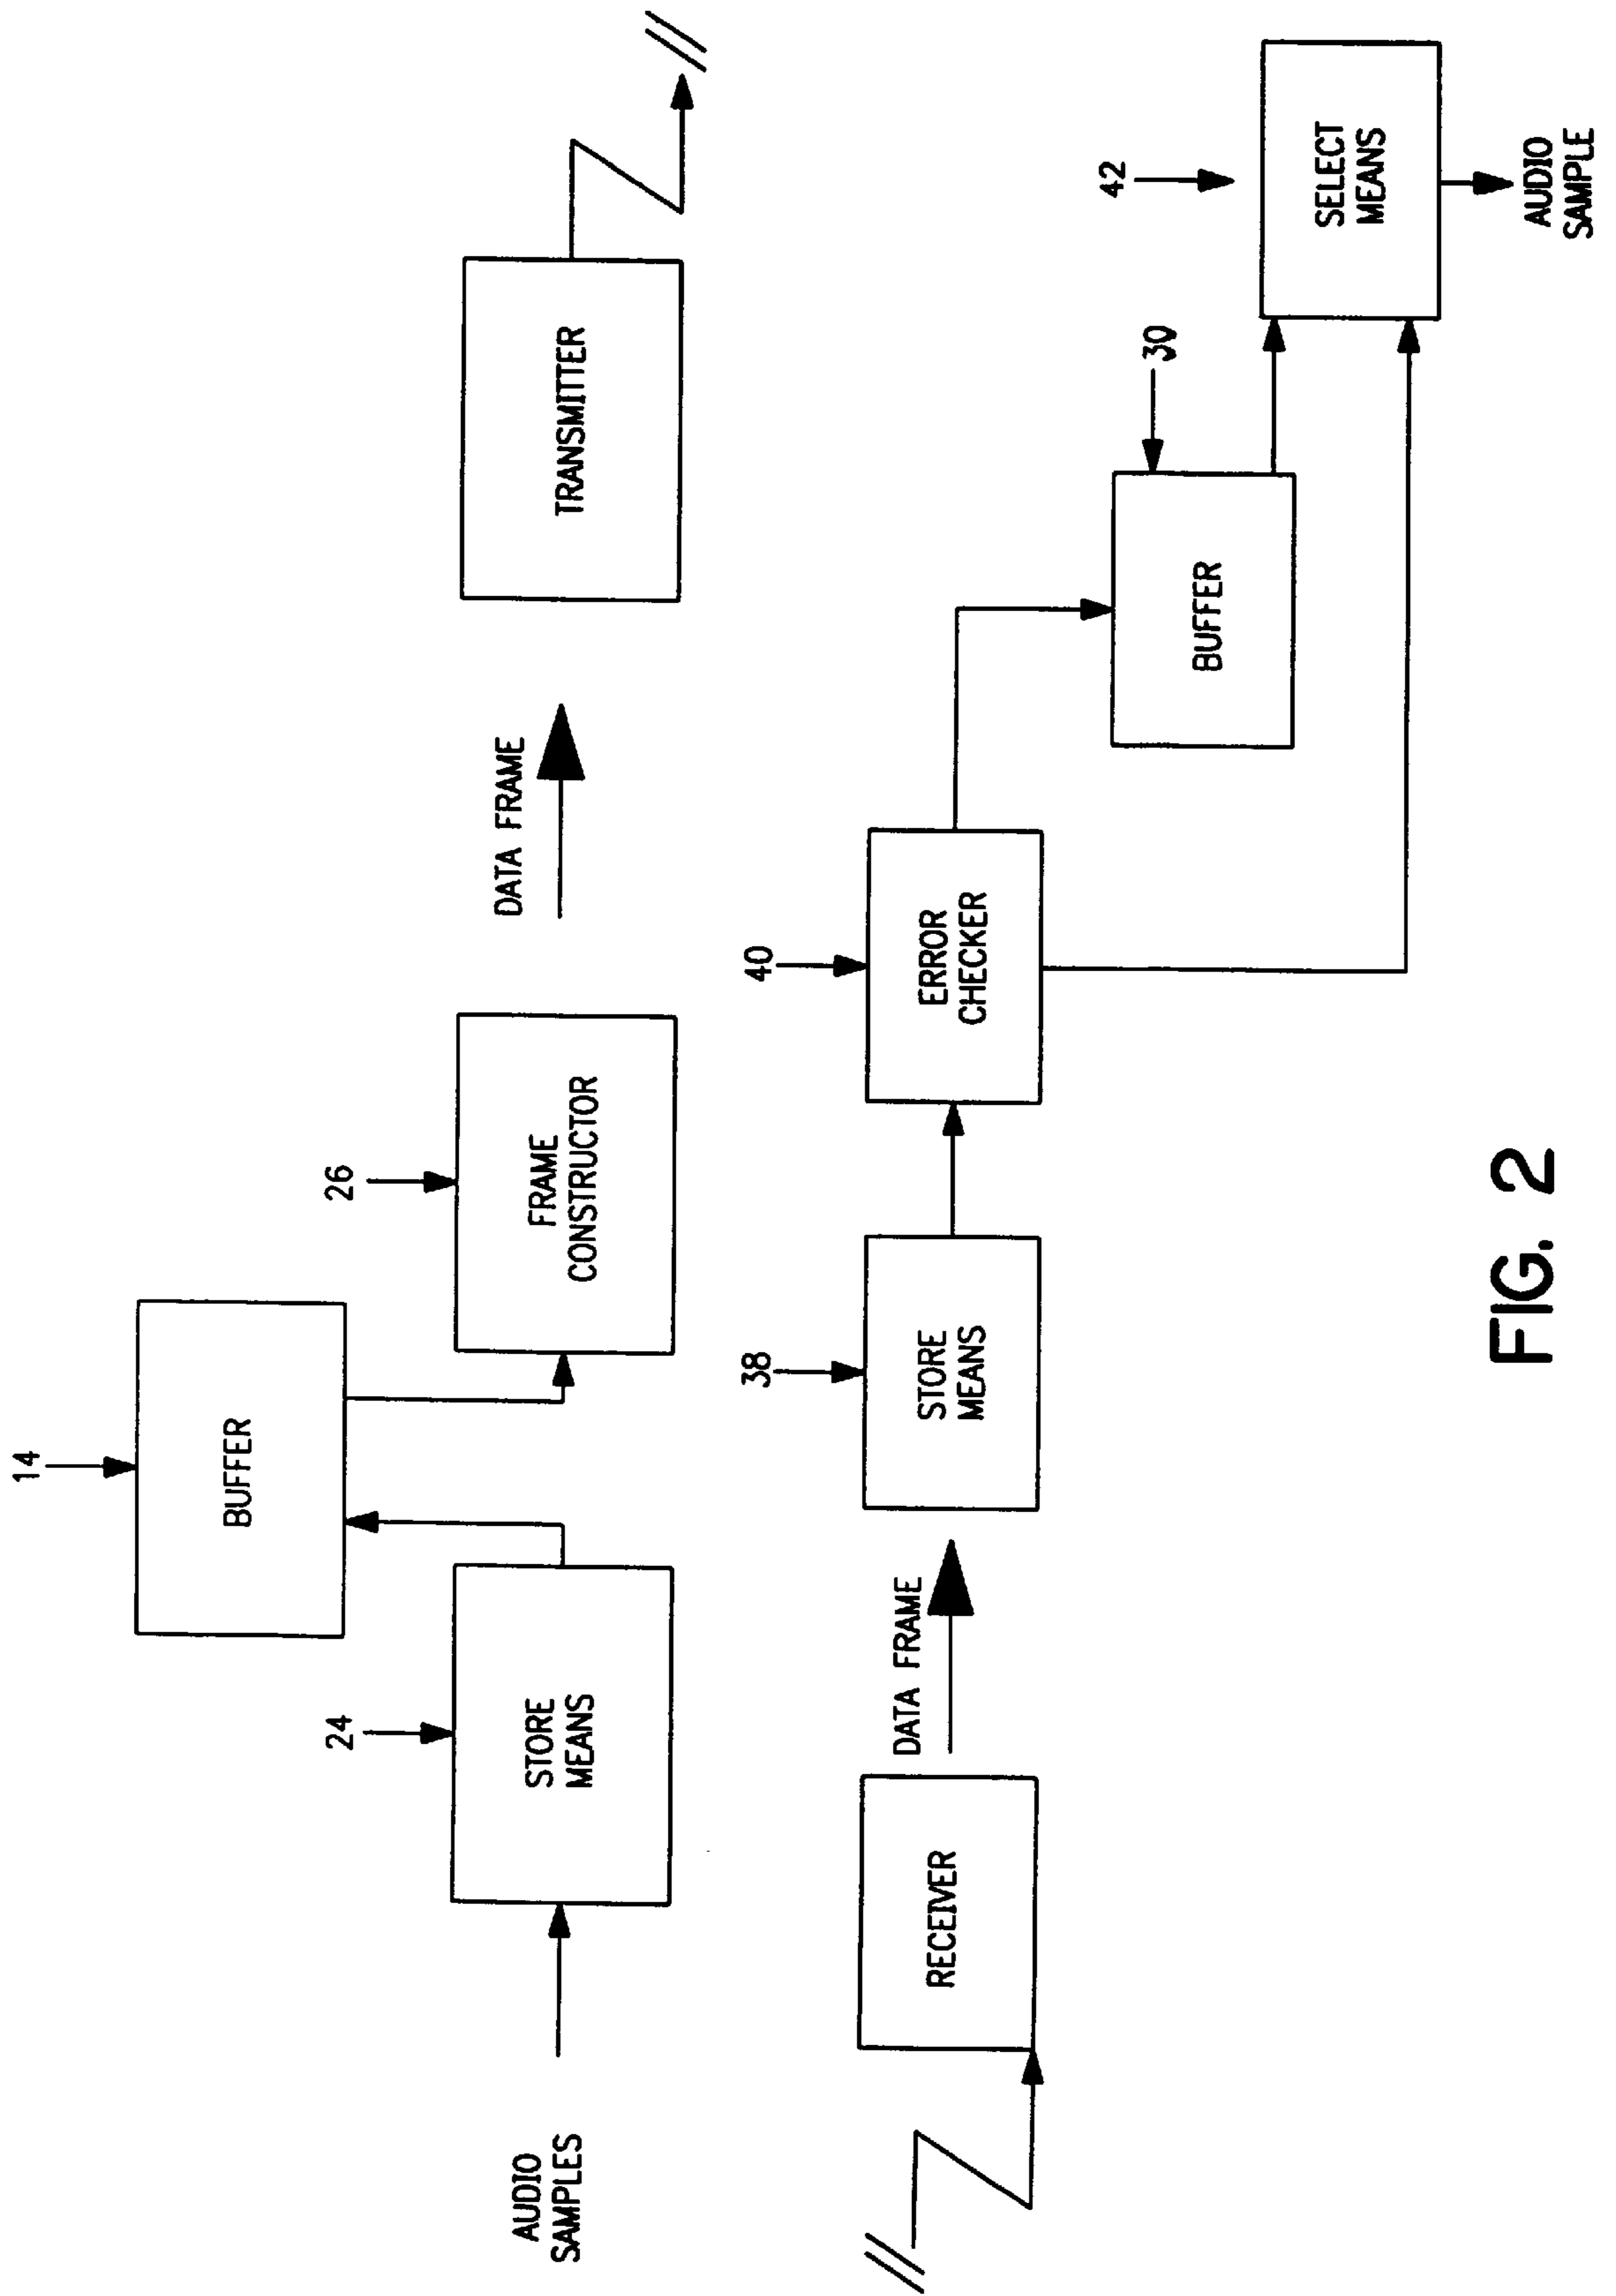 14
BUFFER
24
STORE
MEANS
26
FRAME
CONSTRUCTOR
AUDIO
SAMPLES
DATA FRAME
TRANSMITTER
RECEIVER
DATA FRAME
38
STORE
MEANS
40
ERROR
CHECKER
BUFFER
30
42
SELECT
MEANS
AUDIO
SAMPLE
FIG. 2